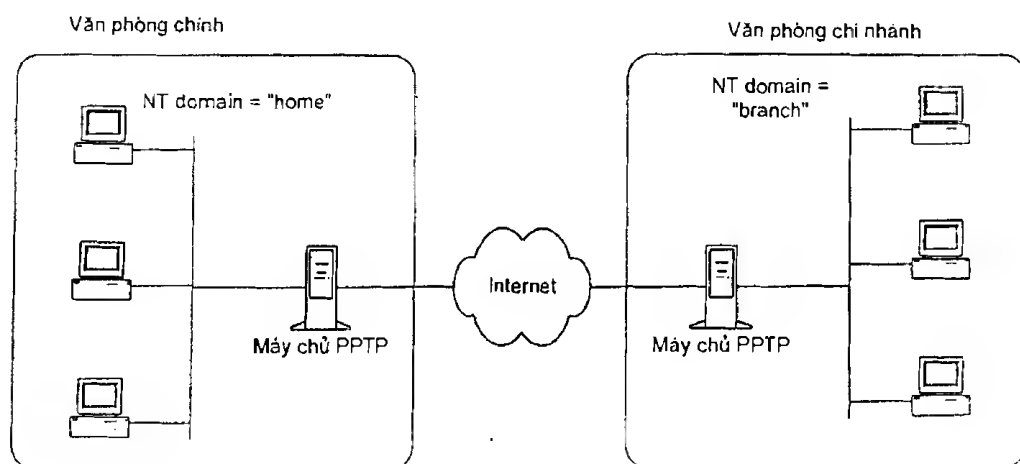 Văn phòng chính
Văn phòng chi nhánh
NT domain = "home"
NT domain =
"branch"
Internet
Máy chủ PPTP
Máy chủ PPTP